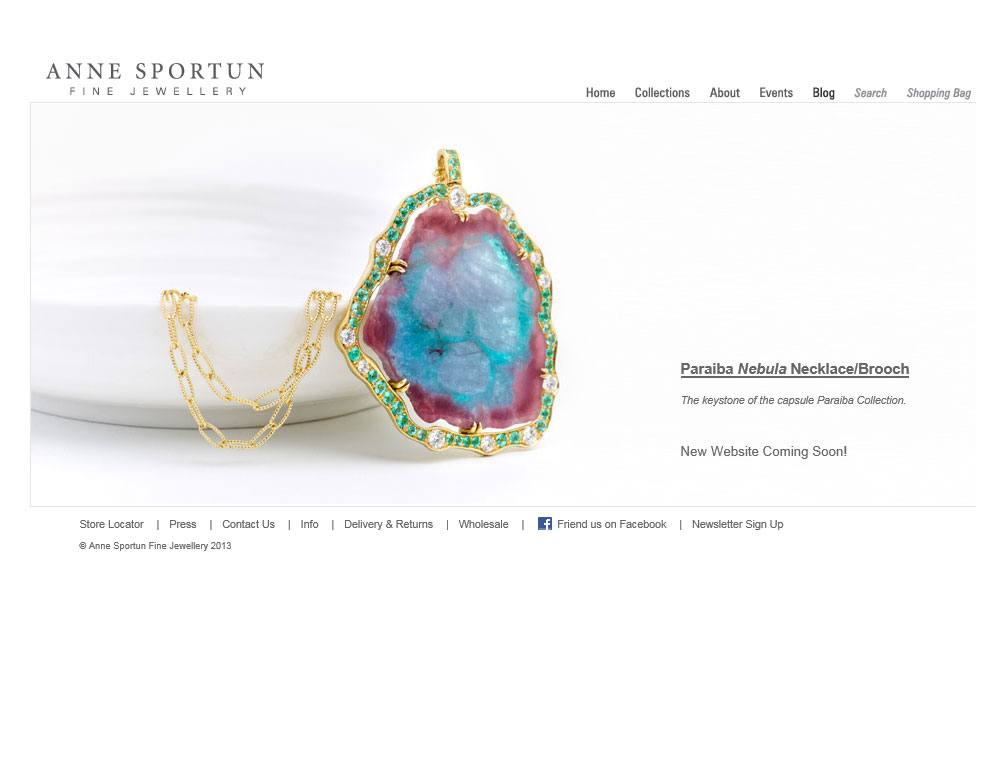 ANNE SPORTUN
FINE JEWELLERY
Home Collections About Events Blog Search Shopping Bag
Paraiba Nebula Necklace/Brooch
The keystone of the capsule Paraiba Collection.
New Website Coming Soon!
Store Locator | Press | Contact Us | Info | Delivery & Returns | Wholesale | Friend us on Facebook | Newsletter Sign Up
© Anne Sportun Fine Jewellery 2013